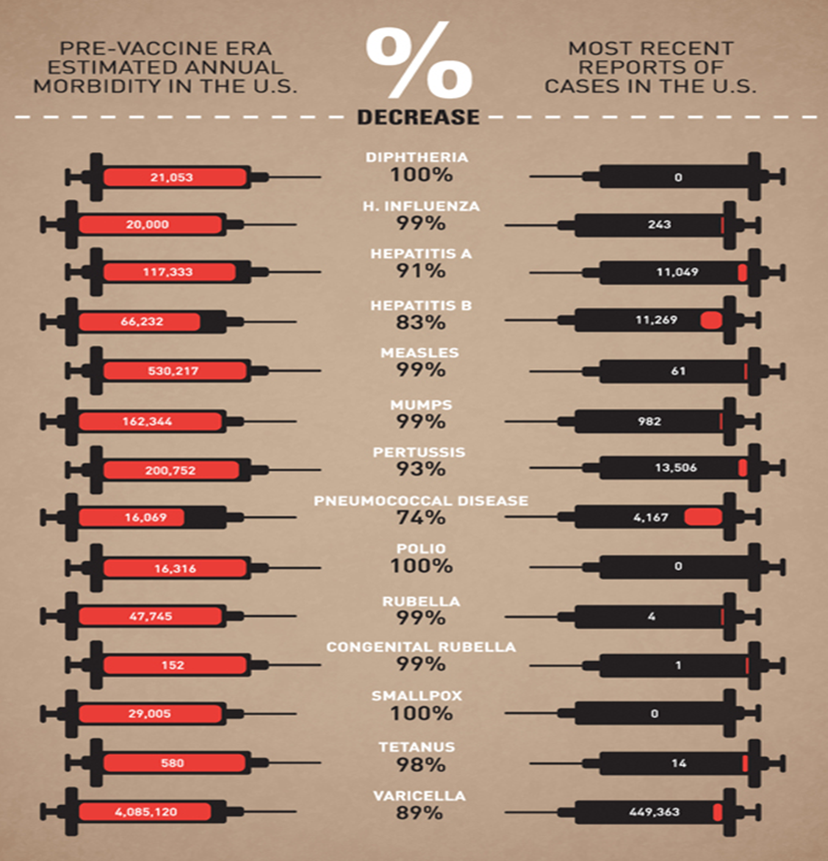 PRE-VACCINE ERA
ESTIMATED ANNUAL
MORBIDITY IN THE U.S.
%
DECREASE
MOST RECENT
REPORTS OF
CASES IN THE U.S.
DIPHTHERIA
21,053 100% 0
H. INFLUENZA
20,000 99% 243
HEPATITIS A
117,333 91% 11,049
HEPATITIS B
66,232 83% 11,269
MEASLES
530,217 99% 61
MUMPS
162,344 99% 982
PERTUSSIS
200,752 93% 13,506
PNEUMOCOCCAL DISEASE
16,069 74% 4,167
POLIO
16,316 100% 0
RUBELLA
47,745 99% 4
CONGENITAL RUBELLA
152 99% 1
SMALLPOX
29,005 100% 0
TETANUS
580 98% 14
VARICELLA
4,085,120 89% 449,363